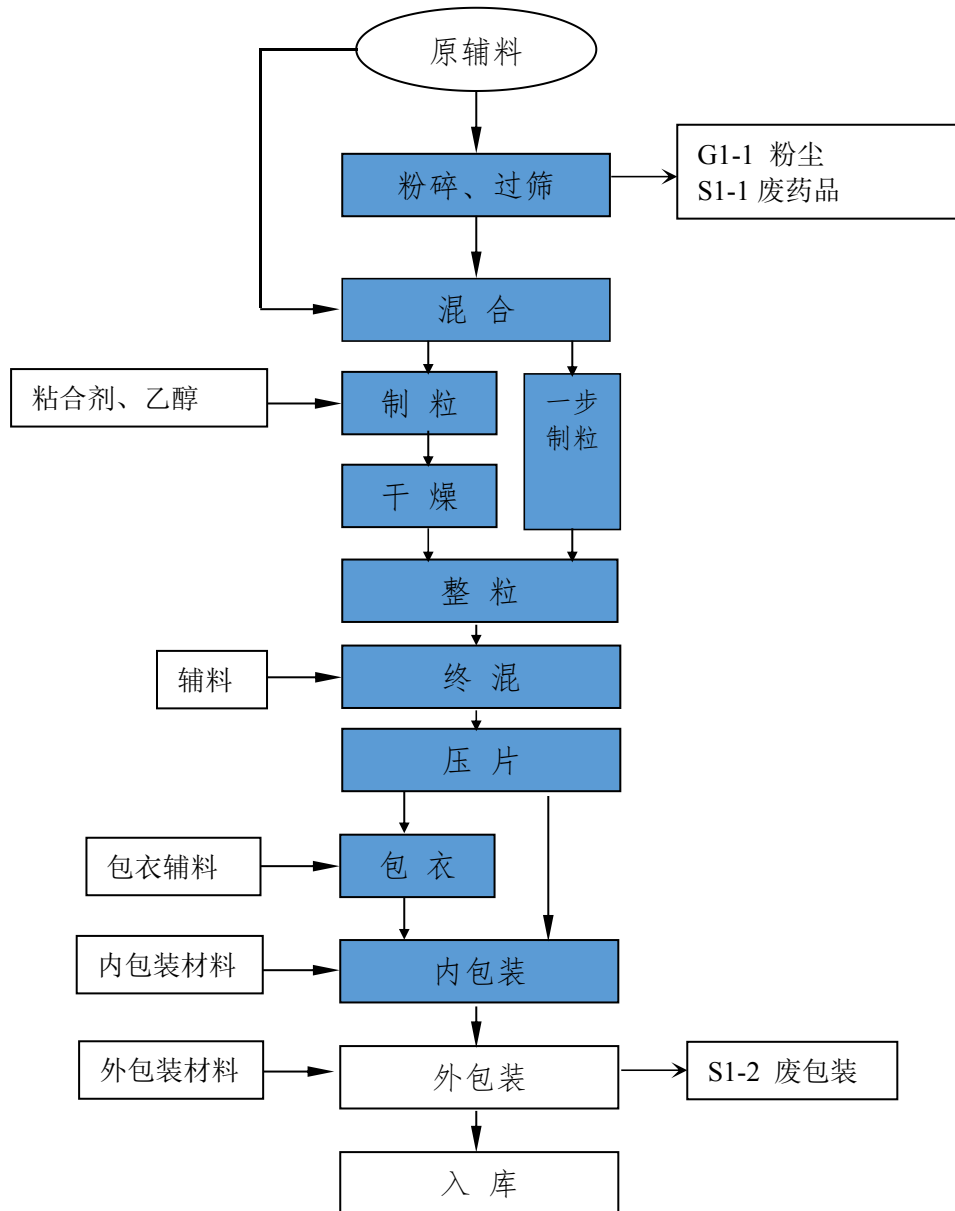 原辅料
G1-1 粉尘
S1-1 废药品
粉碎、过筛
混 合
粘合剂、乙醇
制 粒
一步
制粒
干 燥
整 粒
辅料
终 混
压 片
包衣辅料
包 衣
内包装材料
内包装
外包装材料
外包装
S1-2 废包装
入 库